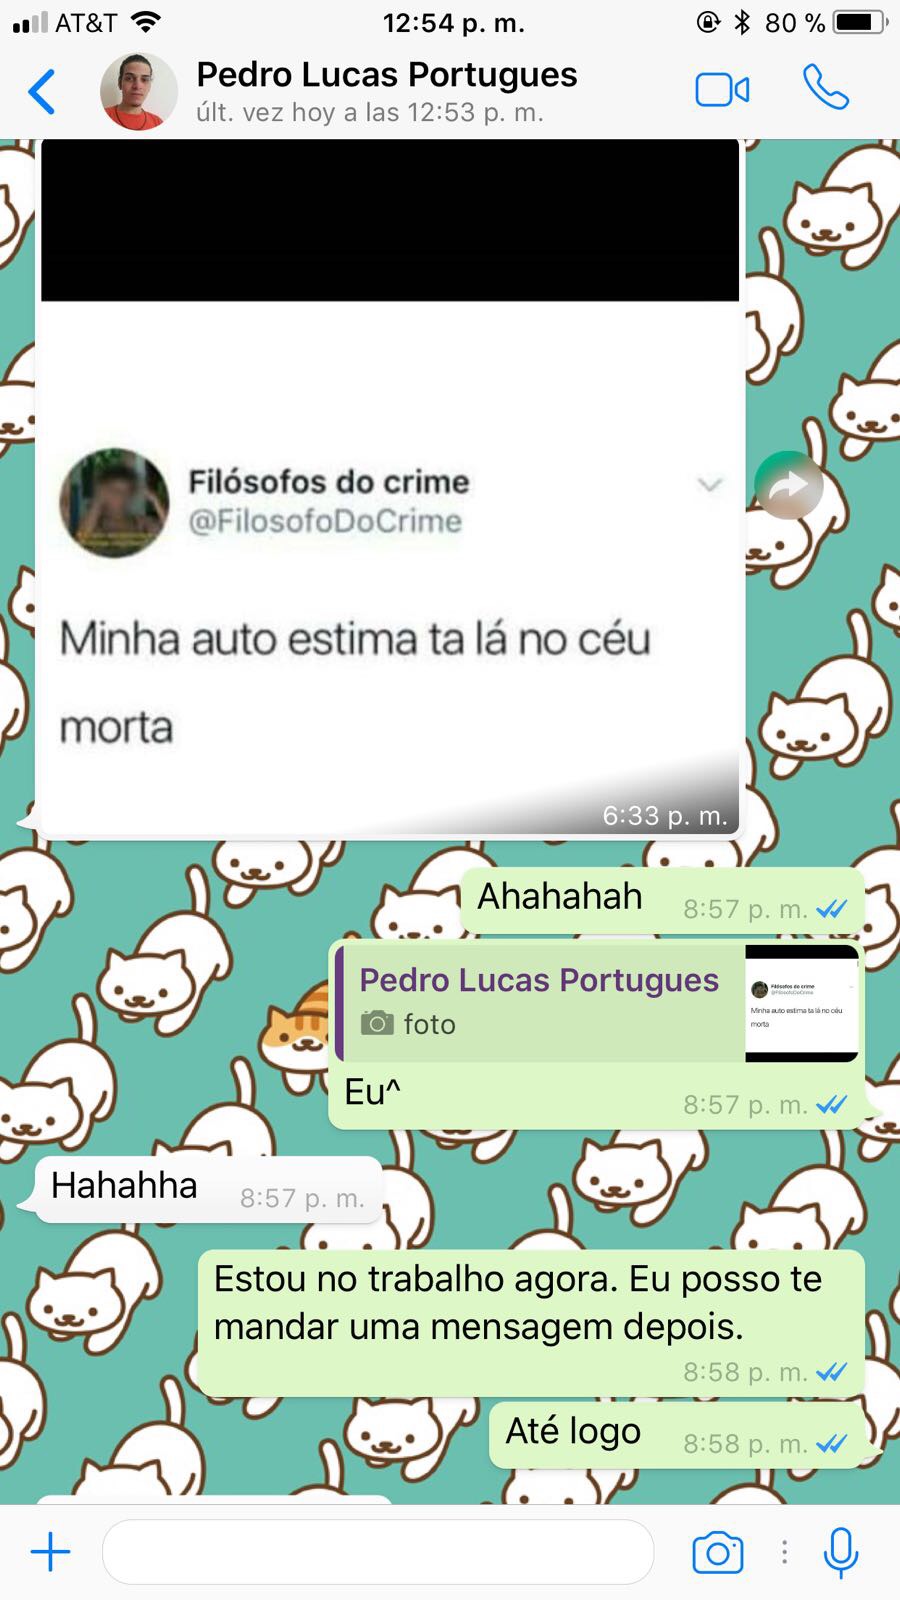 AT&T 12:54 p. m. 80 %
Pedro Lucas Portugues
últ. vez hoy a las 12:53 p. m.
Filósofos do crime
@FilosofoDoCrime
Minha auto estima ta lá no céu
morta
6:33 p. m.
Ahahahah 8:57 p. m.
Pedro Lucas Portugues
foto
Filósofos do crime
@FilosofoDoCrime
Minha auto estima ta lá no céu
morta
Eu^ 8:57 p. m.
Hahahha 8:57 p. m.
Estou no trabalho agora. Eu posso te
mandar uma mensagem depois.
8:58 p. m.
Até logo 8:58 p. m.